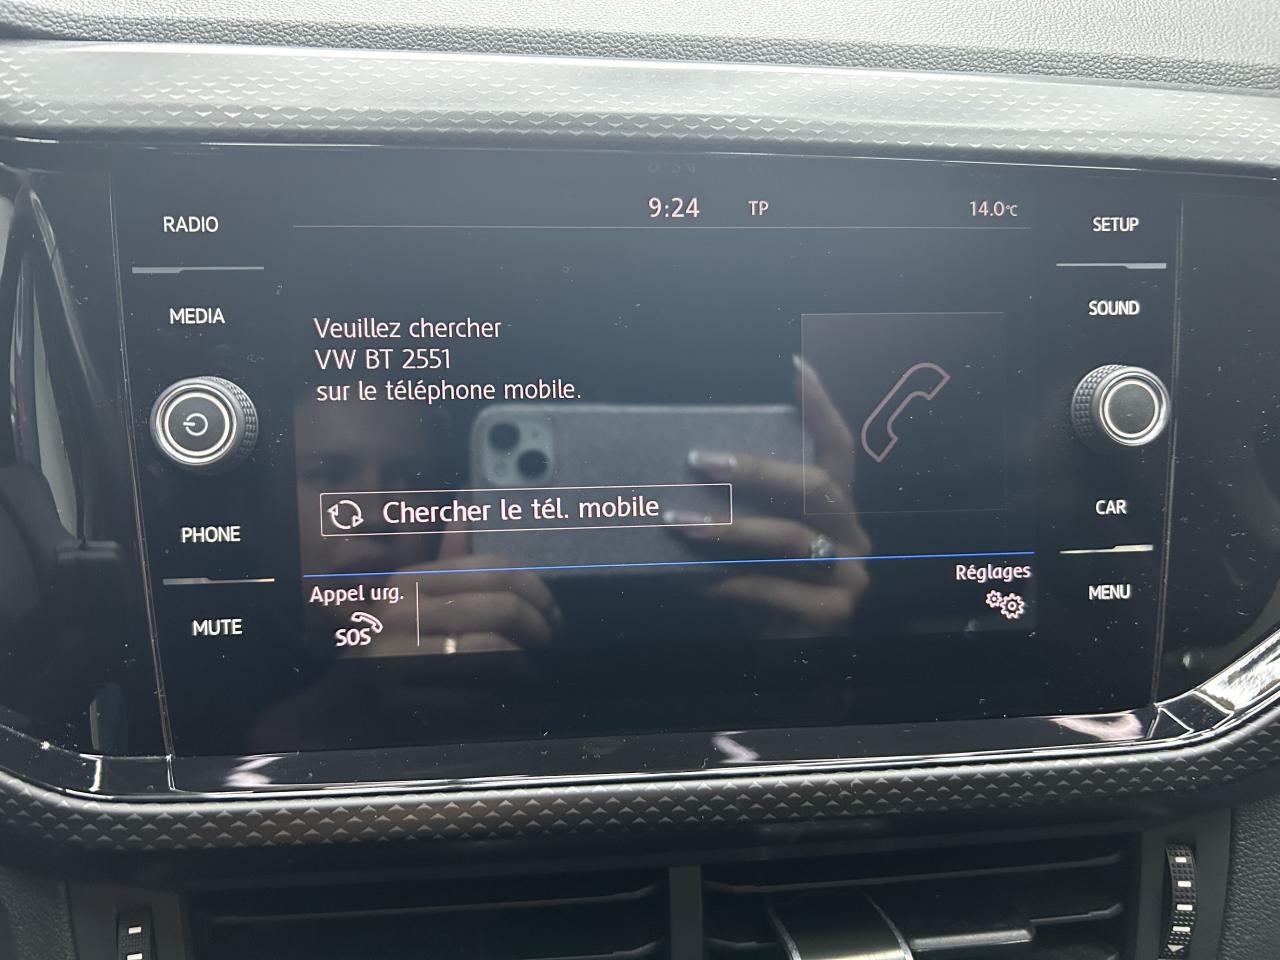 9:24 TP 14.0°C
RADIO
MEDIA
PHONE
MUTE
Veuillez chercher
VW BT 2551
sur le téléphone mobile.
Chercher le tél. mobile
Appel urg.
SOS
Réglages
SETUP
SOUND
CAR
MENU